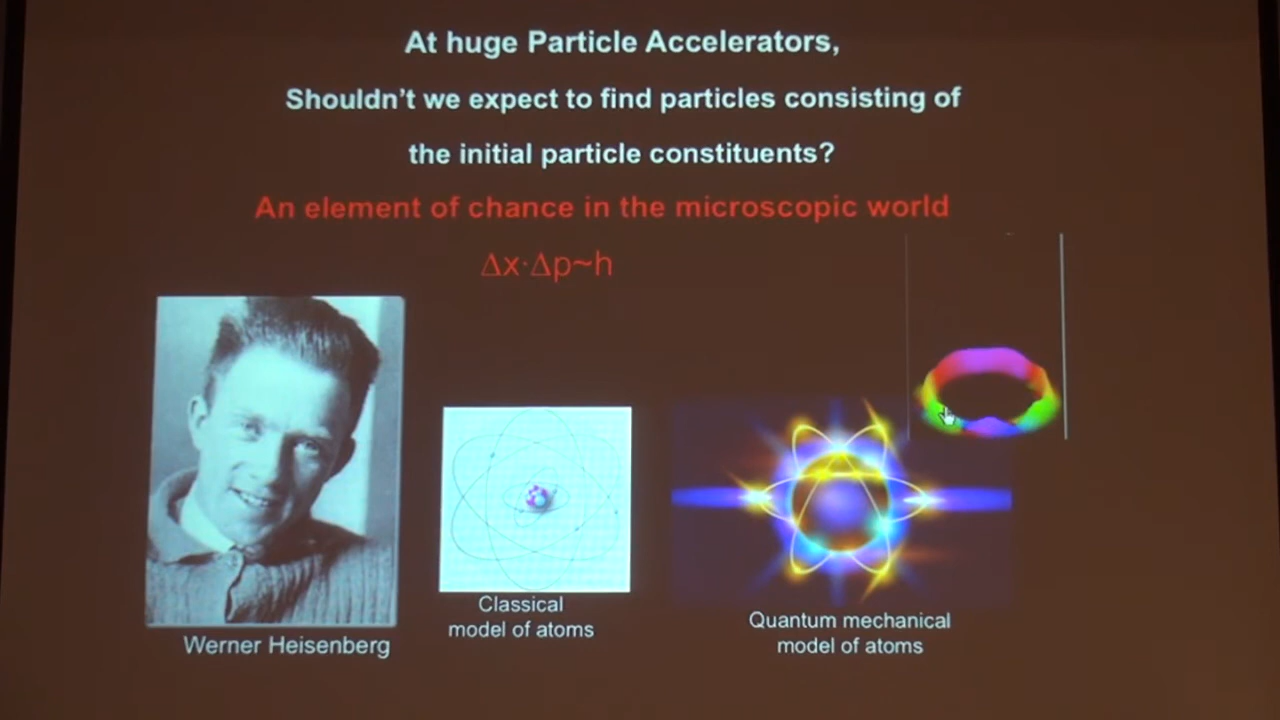 At huge Particle Accelerators,
Shouldn't we expect to find particles consisting of
the initial particle constituents?
An element of chance in the microscopic world
Δx·Δp~h
Werner Heisenberg
Classical
model of atoms
Quantum mechanical
model of atoms